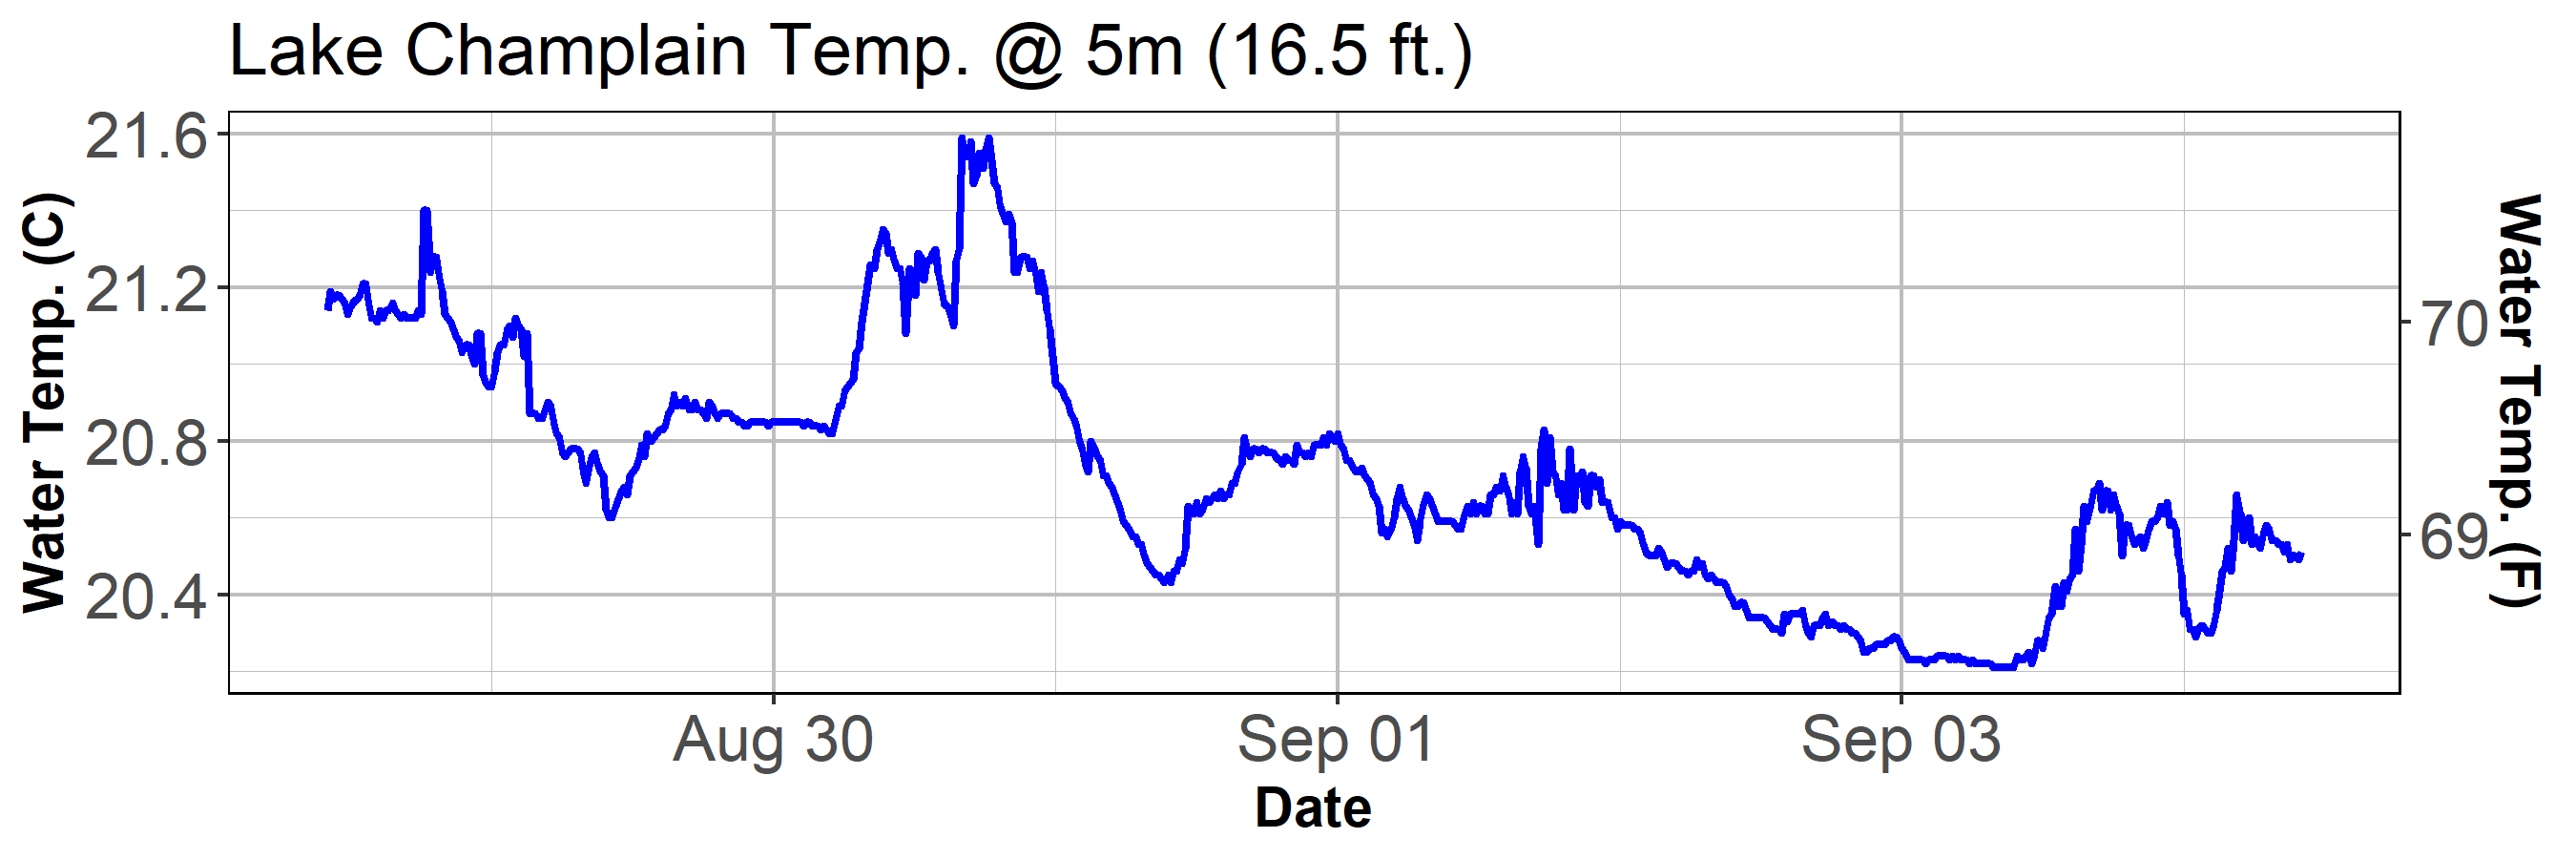 Lake Champlain Temp. @ 5m (16.5 ft.)
Water Temp. (C)
21.6
21.2
20.8
20.4
70
69
Water Temp. (F)
Aug 30
Sep 01
Sep 03
Date